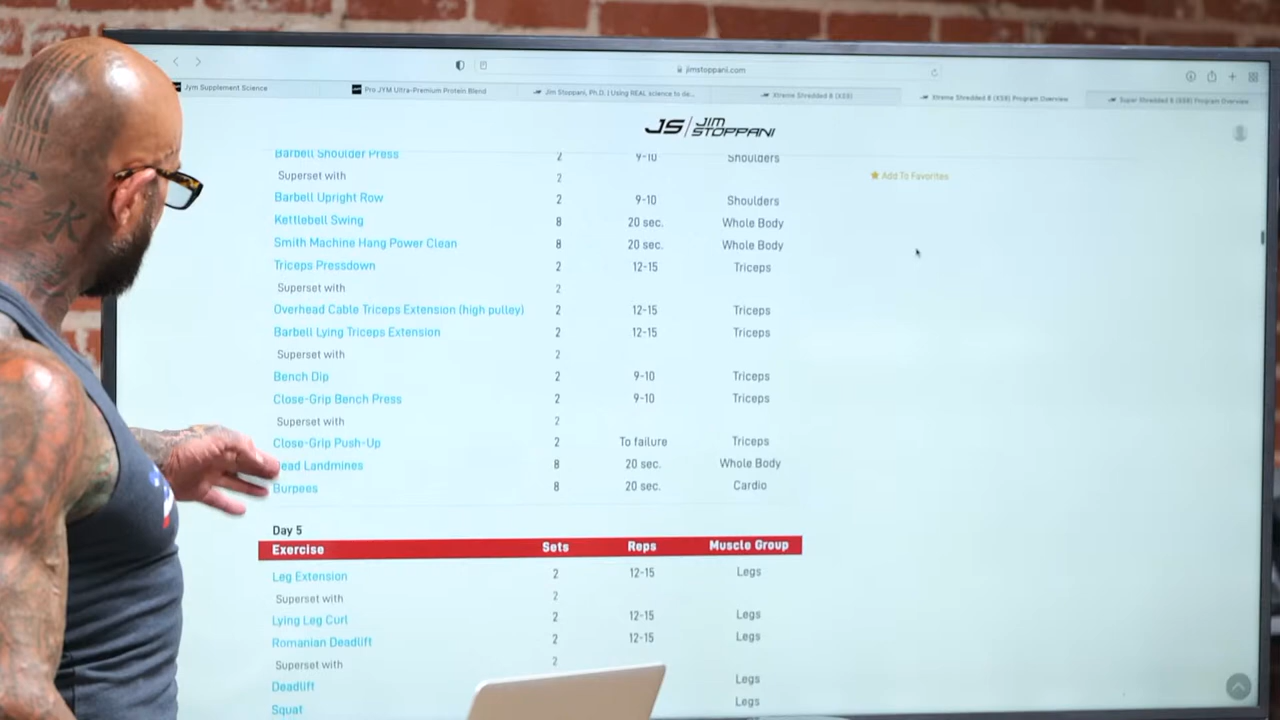 jimstoppani.com
Jym Supplement Science
Pro JYM Ultra-Premium Protein Blend
Jim Stoppani, Ph.D. | Using REAL science to de...
Xtreme Shredded 8 (XS8)
Xtreme Shredded 8 (XS8) Program Overview
Super Shredded 8 (SS8) Program Overview
JS / JIM STOPPANI
Barbell Shoulder Press 2 9-10 Shoulders
Add To Favorites
Superset with 2
Barbell Upright Row 2 9-10 Shoulders
Kettlebell Swing 8 20 sec. Whole Body
Smith Machine Hang Power Clean 8 20 sec. Whole Body
Triceps Pressdown 2 12-15 Triceps
Superset with 2
Overhead Cable Triceps Extension (high pulley) 2 12-15 Triceps
Barbell Lying Triceps Extension 2 12-15 Triceps
Superset with 2
Bench Dip 2 9-10 Triceps
Close-Grip Bench Press 2 9-10 Triceps
Superset with 2
Close-Grip Push-Up 2 To failure Triceps
ead Landmines 8 20 sec. Whole Body
Burpees 8 20 sec. Cardio
Day 5
Exercise Sets Reps Muscle Group
Leg Extension 2 12-15 Legs
Superset with 2
Lying Leg Curl 2 12-15 Legs
Romanian Deadlift 2 12-15 Legs
Superset with 2
Deadlift Legs
Squat Legs
水